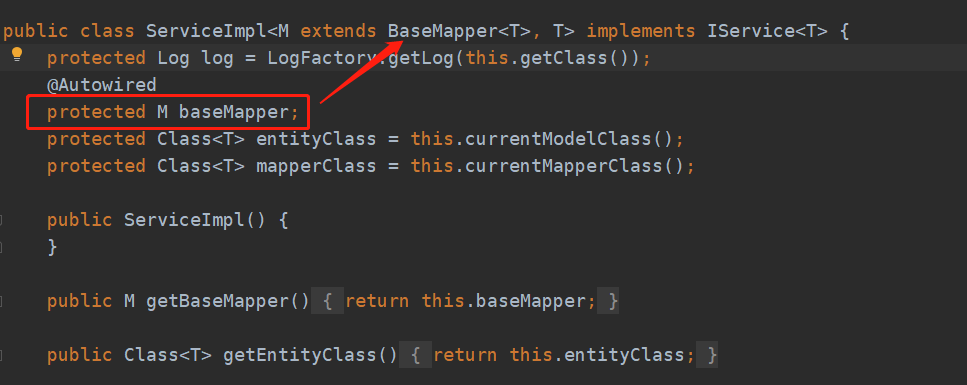 public class ServiceImpl<M extends BaseMapper<T>, T> implements IService<T> {
protected Log log = LogFactory.getLog(this.getClass());
@Autowired
protected M baseMapper;
protected Class<T> entityClass = this.currentModelClass();
protected Class<T> mapperClass = this.currentMapperClass();
public ServiceImpl() {
}
public M getBaseMapper() { return this.baseMapper; }
public Class<T> getEntityClass() { return this.entityClass; }